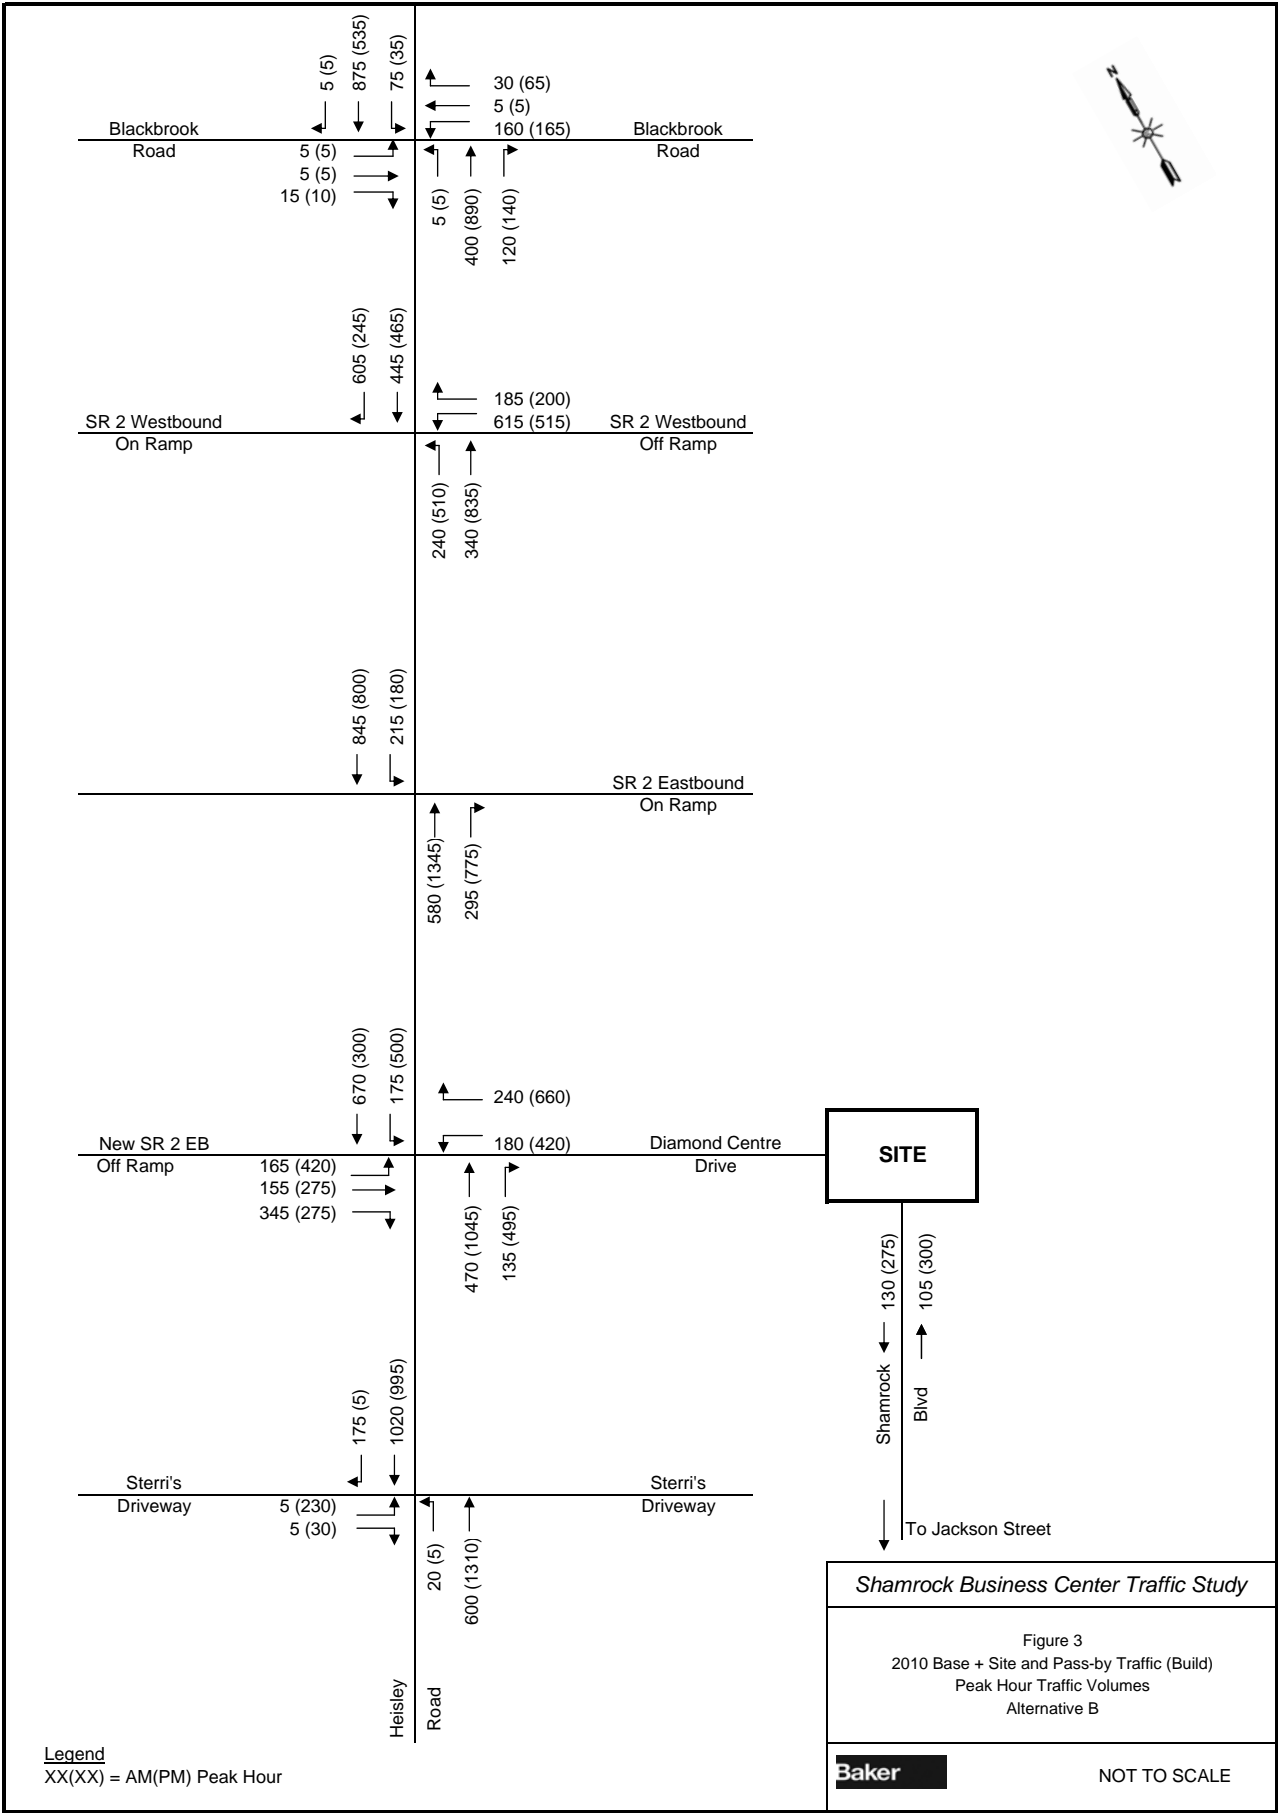 5 (5)
875 (535)
75 (35)
30 (65)
5 (5)
160 (165)
Blackbrook
Road
Blackbrook
Road
5 (5)
5 (5)
15 (10)
5 (5)
400 (890)
120 (140)
N
605 (245)
445 (465)
185 (200)
615 (515)
SR 2 Westbound
On Ramp
SR 2 Westbound
Off Ramp
240 (510)
340 (835)
845 (800)
215 (180)
SR 2 Eastbound
On Ramp
580 (1345)
295 (775)
670 (300)
175 (500)
240 (660)
180 (420)
New SR 2 EB
Off Ramp
165 (420)
155 (275)
345 (275)
Diamond Centre
Drive
SITE
470 (1045)
135 (495)
130 (275)
105 (300)
Shamrock
Blvd
175 (5)
1020 (995)
Sterri's
Driveway
5 (230)
5 (30)
Sterri's
Driveway
20 (5)
600 (1310)
To Jackson Street
Heisley
Road
Legend
XX(XX) = AM(PM) Peak Hour
Shamrock Business Center Traffic Study
Figure 3
2010 Base + Site and Pass-by Traffic (Build)
Peak Hour Traffic Volumes
Alternative B
Baker
NOT TO SCALE